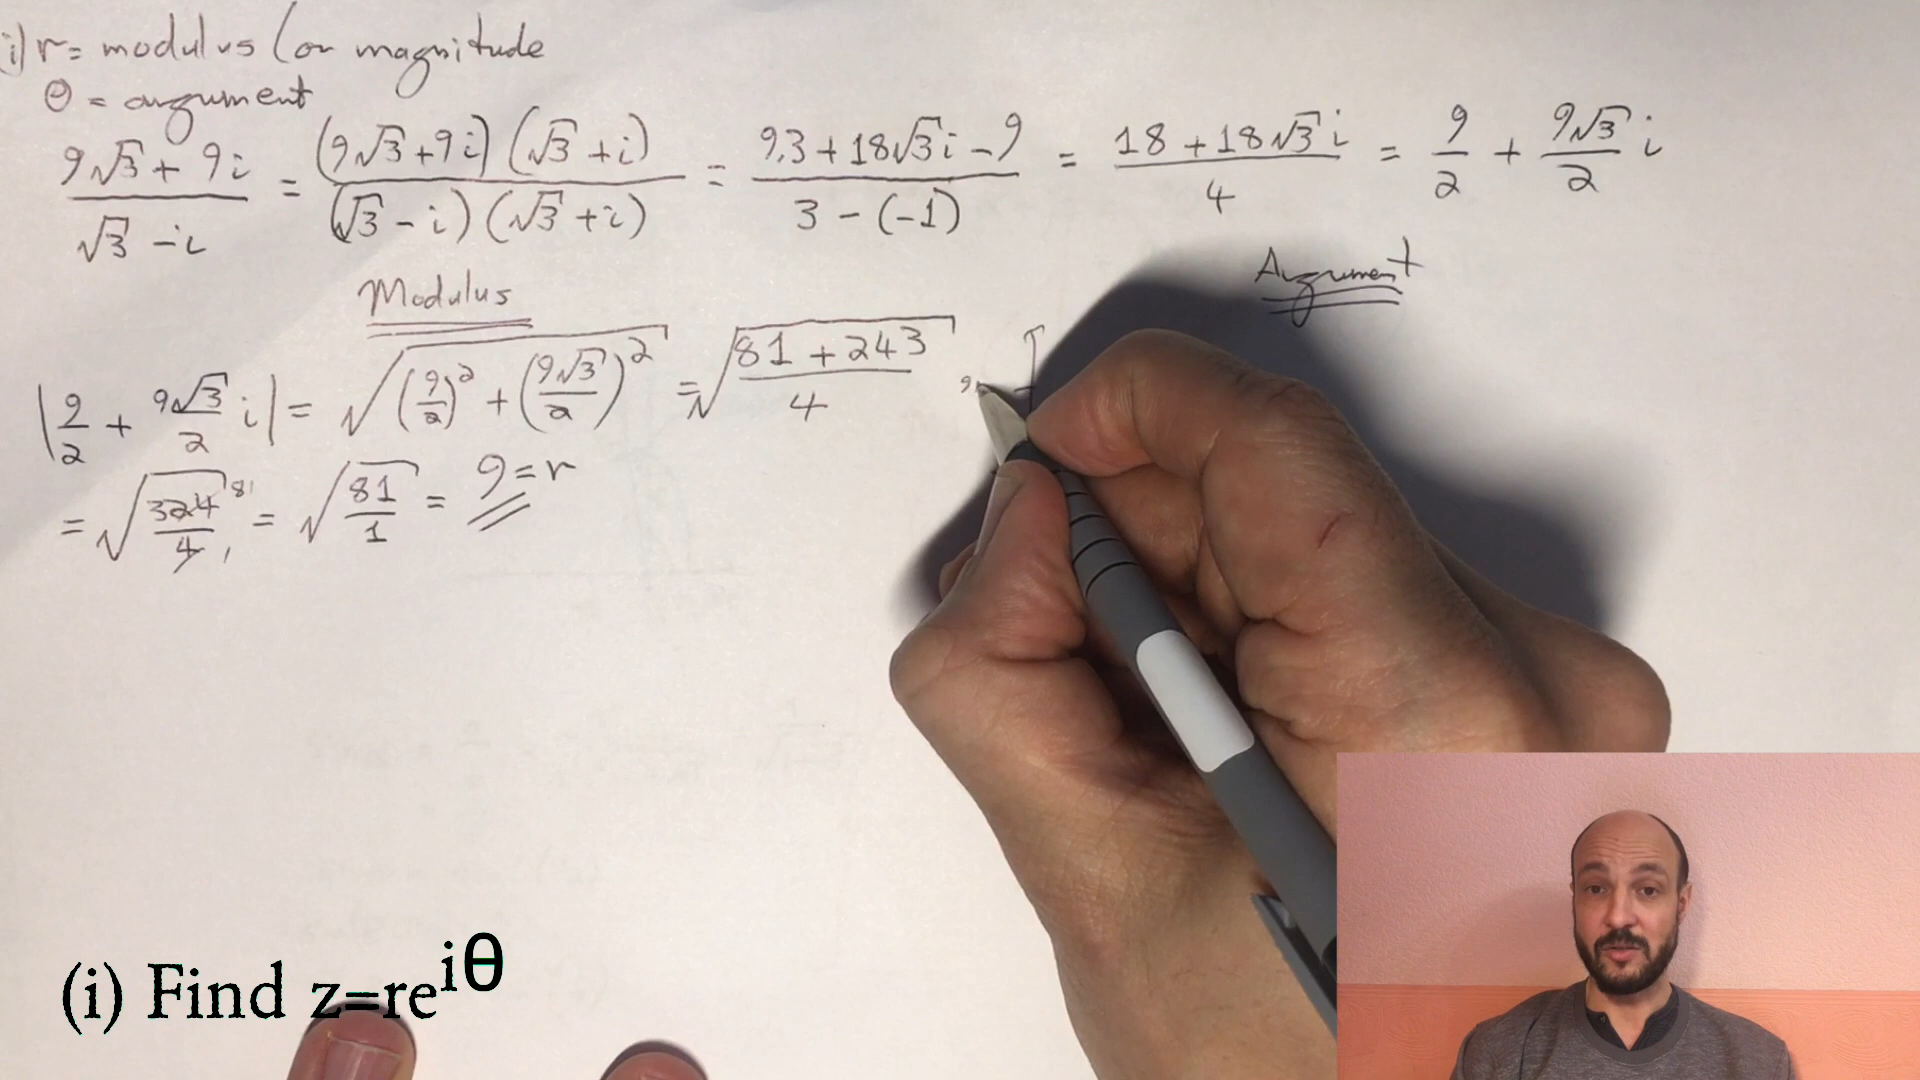 i) r = modulus (or magnitude
θ = argument
9√3 + 9i / √3 - i = (9√3 + 9i) (√3 + i) / (√3 - i) (√3 + i) = 9.3 + 18√3 i - 9 / 3 - (-1) = 18 + 18√3 i / 4 = 9/2 + 9√3/2 i
Modulus
Argument
|9/2 + 9√3/2 i| = √(9/2)² + (9√3/2)² = √81 + 243 / 4
= √324/4 81 1 = √81/1 = 9 = r
(i) Find z=re^iθ